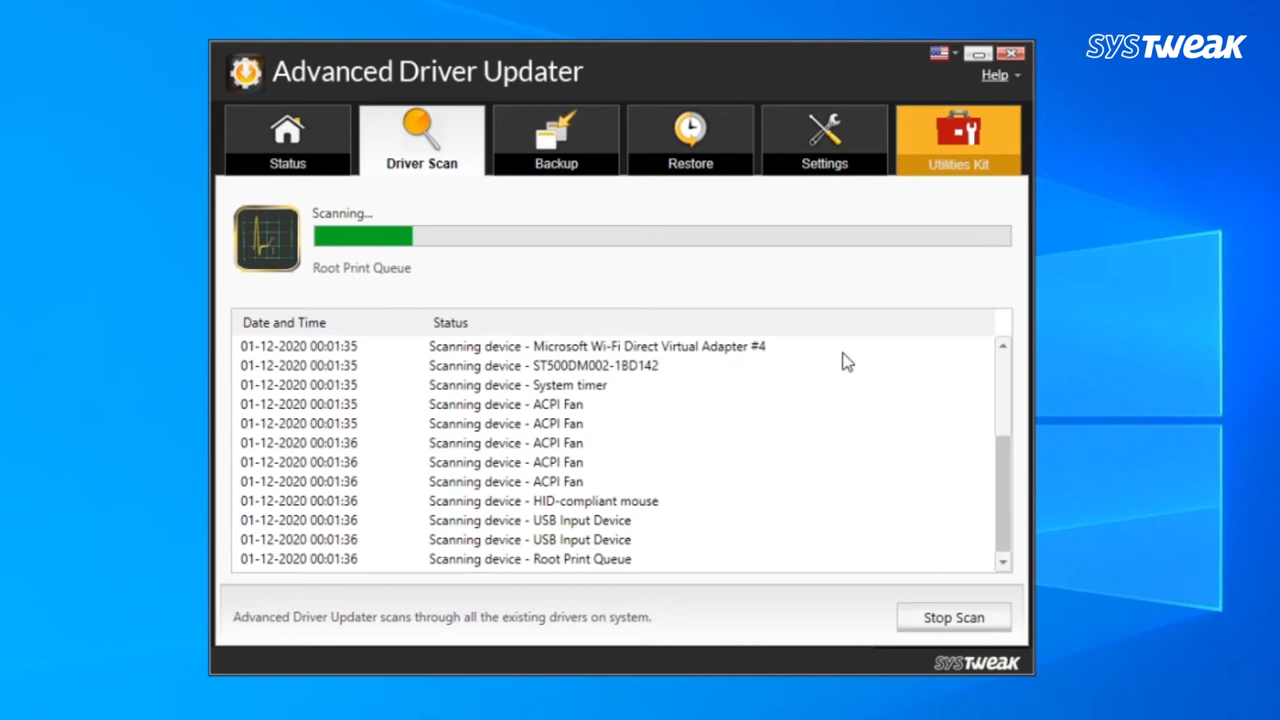 SYSTWEAK
Advanced Driver Updater
Help
Status
Driver Scan
Backup
Restore
Settings
Utilities Kit
Scanning...
Root Print Queue
Date and Time Status
01-12-2020 00:01:35 Scanning device - Microsoft Wi-Fi Direct Virtual Adapter #4
01-12-2020 00:01:35 Scanning device - ST500DM002-1BD142
01-12-2020 00:01:35 Scanning device - System timer
01-12-2020 00:01:35 Scanning device - ACPI Fan
01-12-2020 00:01:35 Scanning device - ACPI Fan
01-12-2020 00:01:36 Scanning device - ACPI Fan
01-12-2020 00:01:36 Scanning device - ACPI Fan
01-12-2020 00:01:36 Scanning device - ACPI Fan
01-12-2020 00:01:36 Scanning device - HID-compliant mouse
01-12-2020 00:01:36 Scanning device - USB Input Device
01-12-2020 00:01:36 Scanning device - USB Input Device
01-12-2020 00:01:36 Scanning device - Root Print Queue
Advanced Driver Updater scans through all the existing drivers on system.
Stop Scan
SYSTWEAK